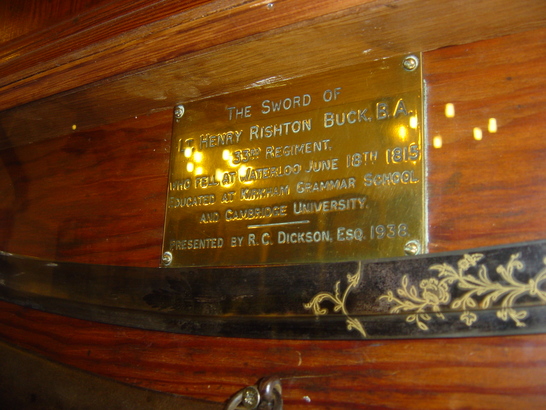 THE SWORD OF
LT HENRY RISHTON BUCK, B.A.
33RD REGIMENT.
WHO FELL AT WATERLOO JUNE 18TH 1815
EDUCATED AT KIRKHAM GRAMMAR SCHOOL
AND CAMBRIDGE UNIVERSITY.
PRESENTED BY R.C. DICKSON, ESQ. 1938.